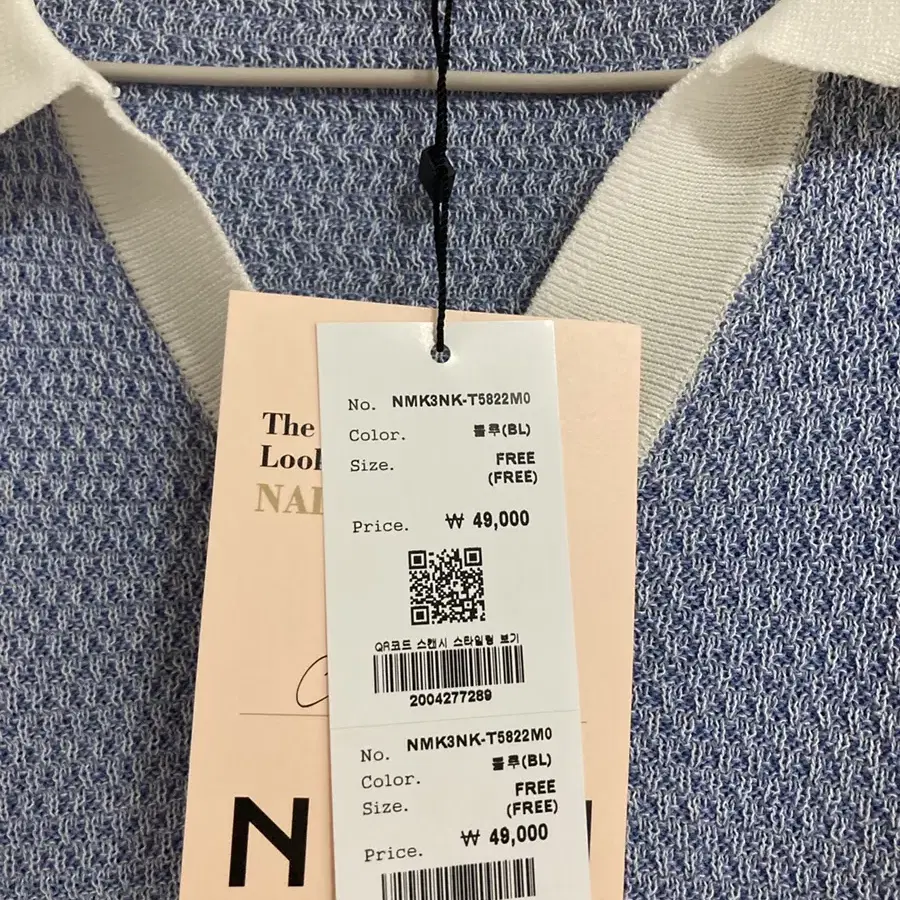 The
Look
NAI
No. NMK3NK-T5822M0
Color. 블루(BL)
Size. FREE
(FREE)
Price. ₩ 49,000
QR코드 스캔시 스타일링 보기
2004277289
N
No. NMK3NK-T5822M0
Color. 블루(BL)
Size. FREE
(FREE)
Price. ₩ 49,000